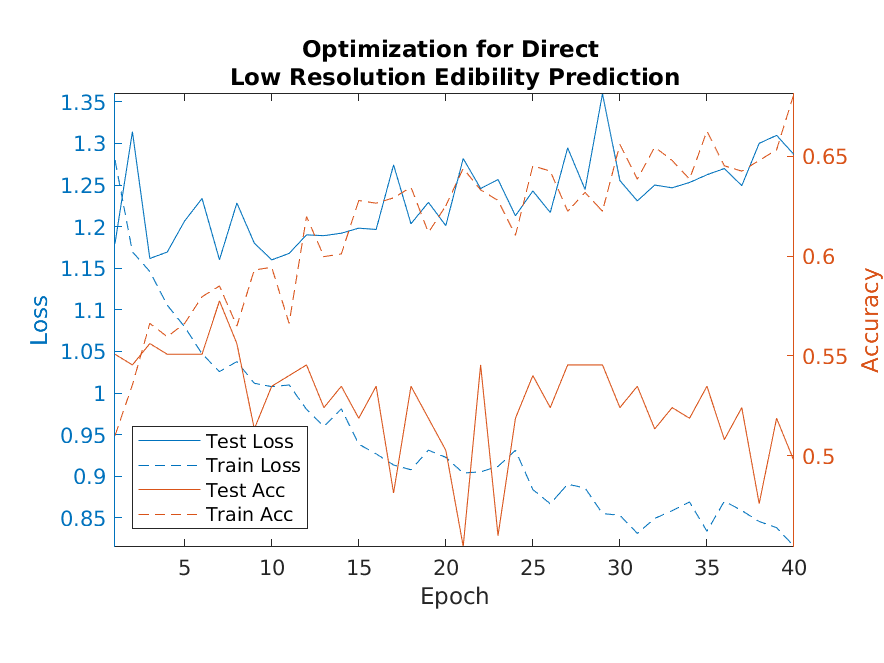 Optimization for Direct
Low Resolution Edibility Prediction
1.35
1.3
1.25
1.2
1.15
1.1
1.05
1
0.95
0.9
0.85
Loss
0.65
0.6
0.55
0.5
Accuracy
Test Loss
Train Loss
Test Acc
Train Acc
5 10 15 20 25 30 35 40
Epoch